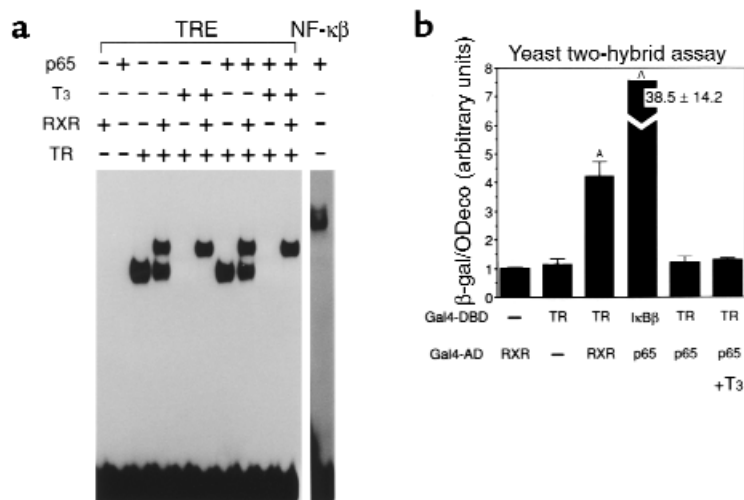 a
TRE NF-κβ
p65 – + – – – – + + + + +
T3 – – – – + + – – + + –
RXR + – – + – + – + – + –
TR – – + + + + + + + + –
b
Yeast two-hybrid assay
β-gal/ODeco (arbitrary units)
8
7
6
5
4
3
2
1
0
A
A
38.5 ± 14.2
Gal4-DBD – TR TR IκBβ TR TR
Gal4-AD RXR – RXR p65 p65 p65
+T3